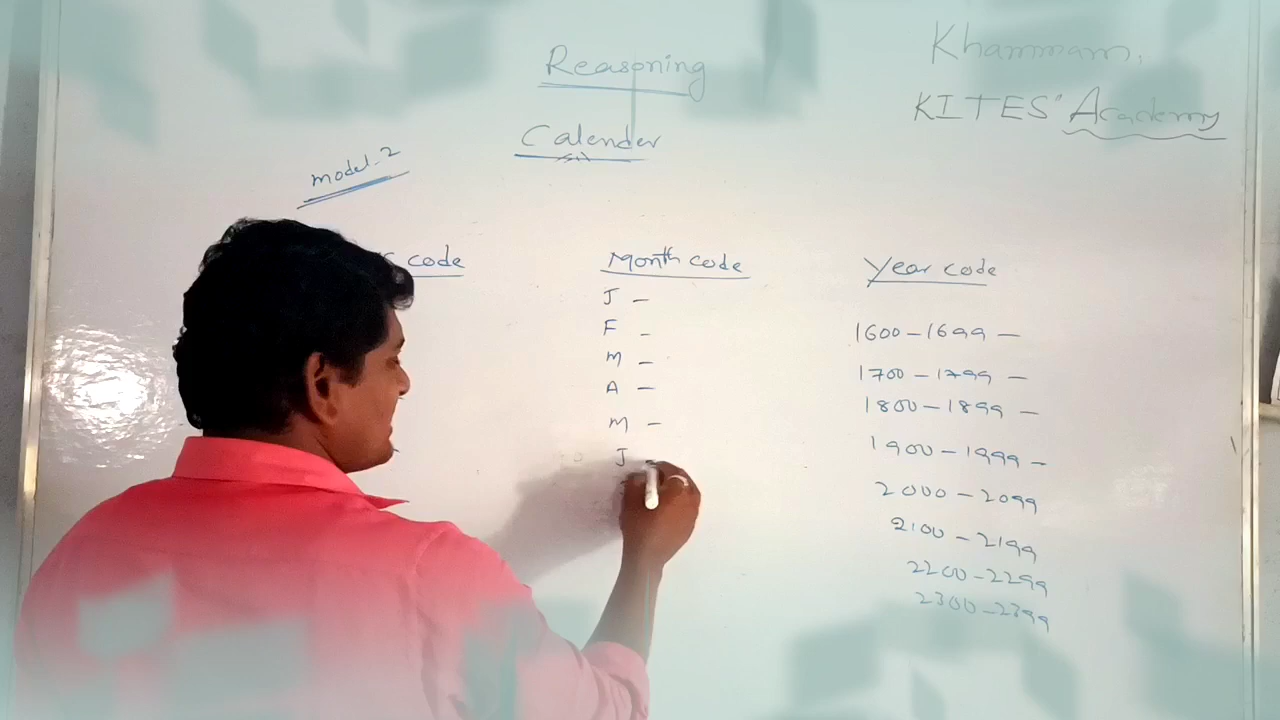 Khammam,
KITES" Academy
Reasoning
Calender
model-2
code
Month code
J –
F –
M –
A –
M –
J –
Year code
1600–1699 –
1700–1799 –
1800–1899 –
1900–1999 –
2000–2099
2100–2199
2200–2299
2300–2399